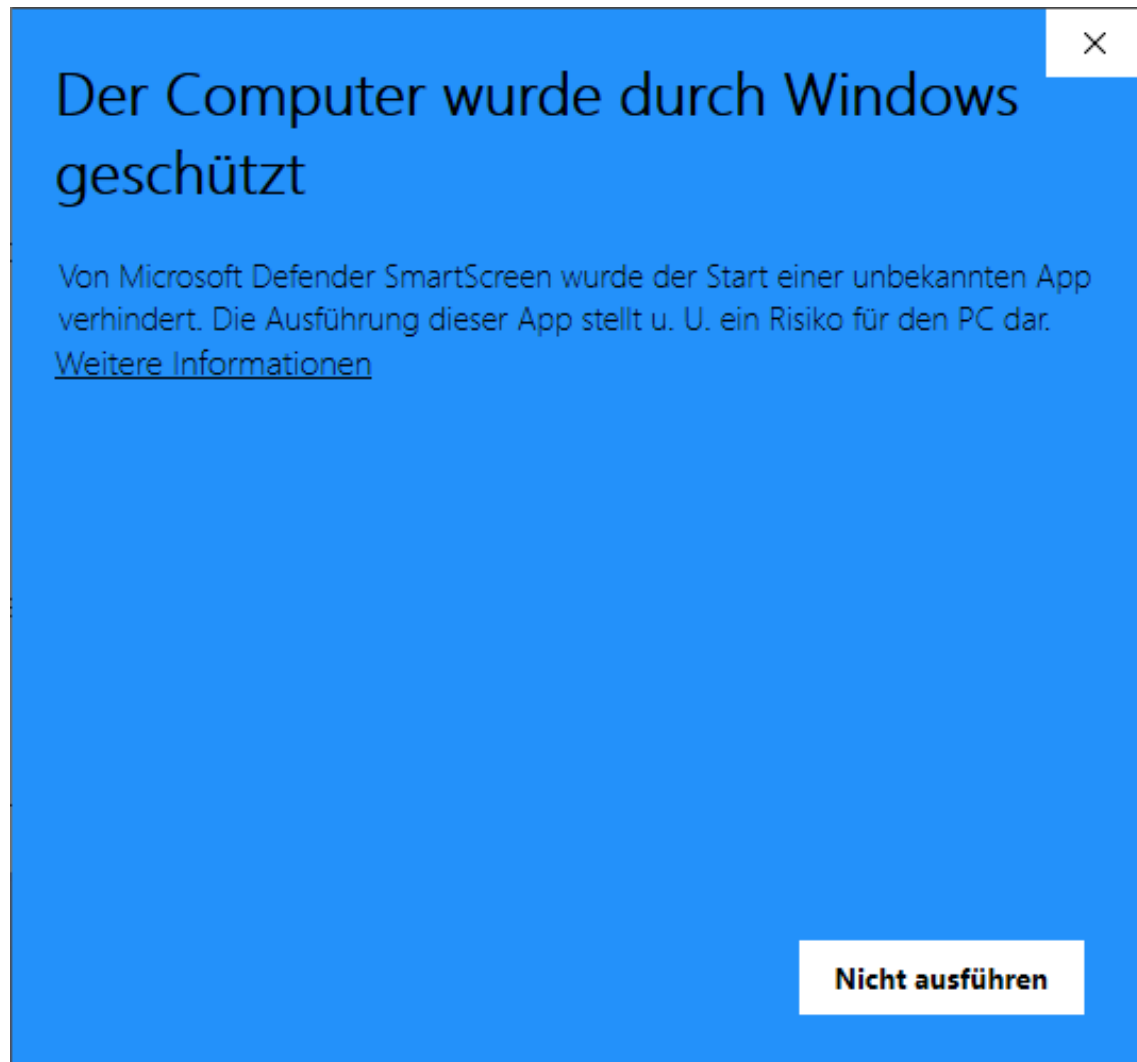 Der Computer wurde durch Windows
geschützt
Von Microsoft Defender SmartScreen wurde der Start einer unbekannten App
verhindert. Die Ausführung dieser App stellt u. U. ein Risiko für den PC dar.
Weitere Informationen
Nicht ausführen